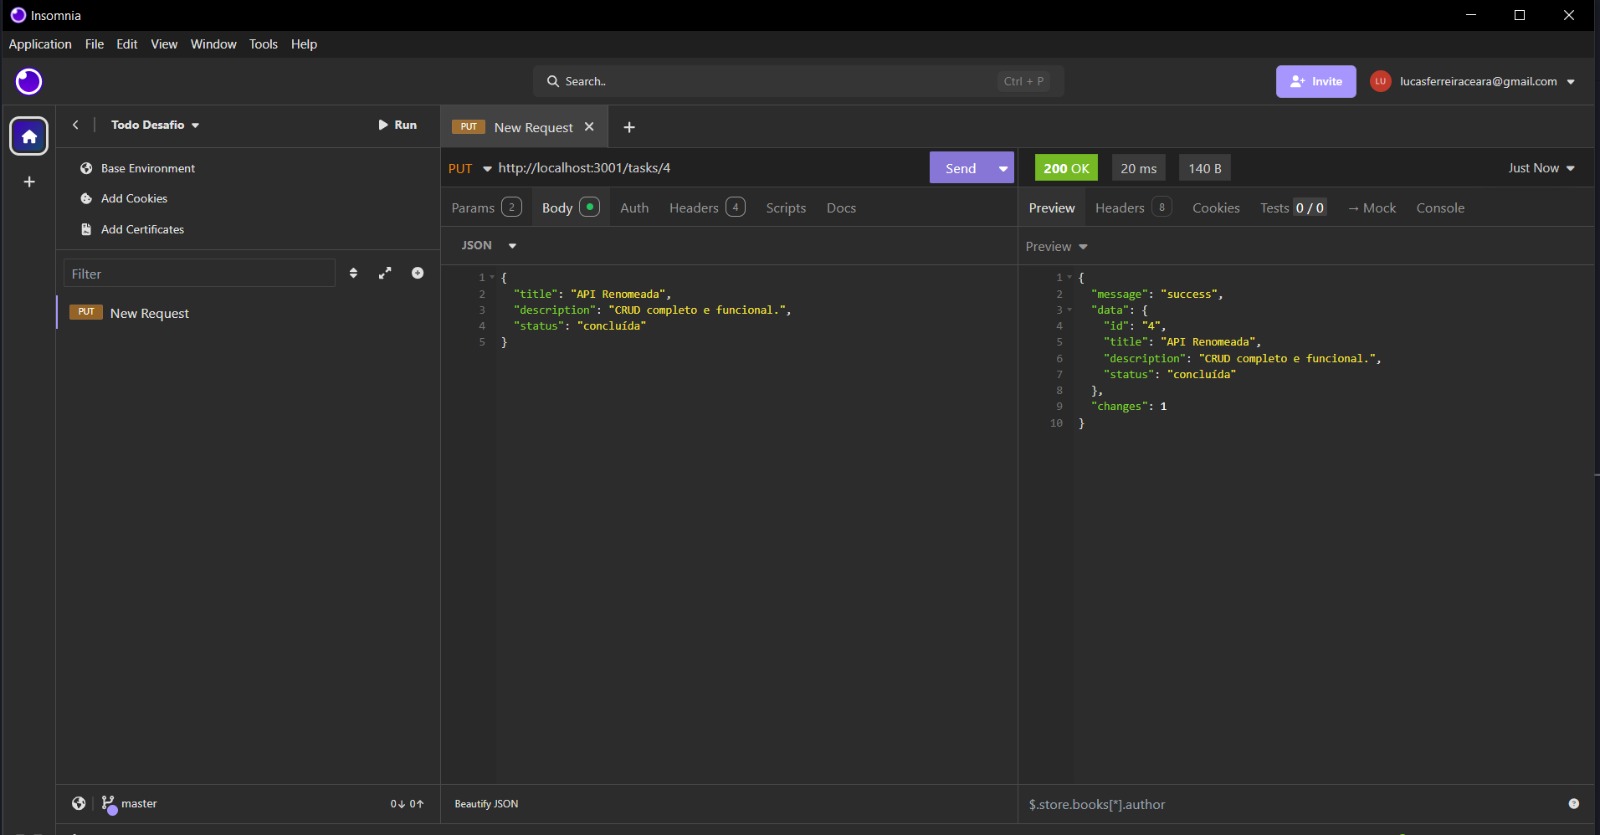 Insomnia
Application File Edit View Window Tools Help
Search.. Ctrl + P
Invite
LU lucasferreiraceara@gmail.com
Todo Desafio
Run
Base Environment
Add Cookies
Add Certificates
Filter
PUT New Request
master
0↓ 0↑
PUT New Request
PUT http://localhost:3001/tasks/4
Send
Params 2 Body Auth Headers 4 Scripts Docs
JSON
1 {
2 "title": "API Renomeada",
3 "description": "CRUD completo e funcional.",
4 "status": "concluída"
5 }
Beautify JSON
200 OK 20 ms 140 B
Just Now
Preview Headers 8 Cookies Tests 0 / 0 → Mock Console
Preview
1 {
2 "message": "success",
3 "data": {
4 "id": "4",
5 "title": "API Renomeada",
6 "description": "CRUD completo e funcional.",
7 "status": "concluída"
8 },
9 "changes": 1
10 }
$.store.books[*].author